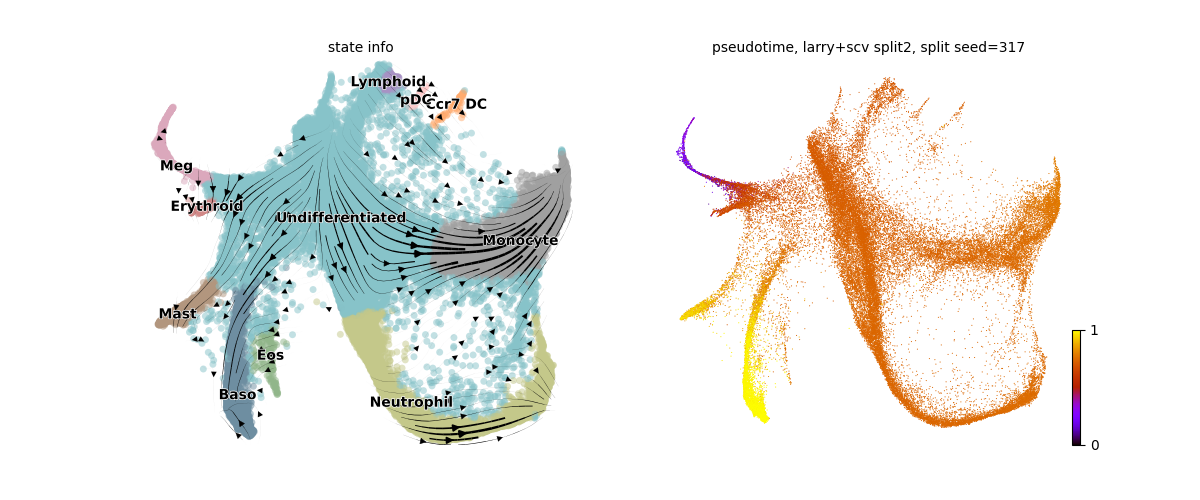 state info
pseudotime, larry+scv split2, split seed=317
Lymphoid
pDC
Ccr7 DC
Meg
Erythroid
Undifferentiated
Monocyte
Mast
Eos
Baso
Neutrophil
1
0